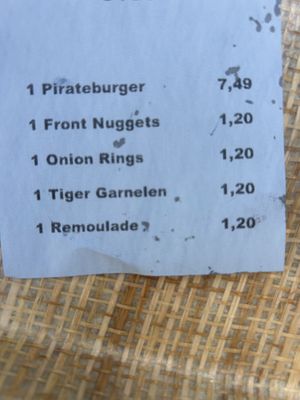 1 Pirateburger 7,49
1 Front Nuggets 1,20
1 Onion Rings 1,20
1 Tiger Garnelen 1,20
1 Remoulade 1,20